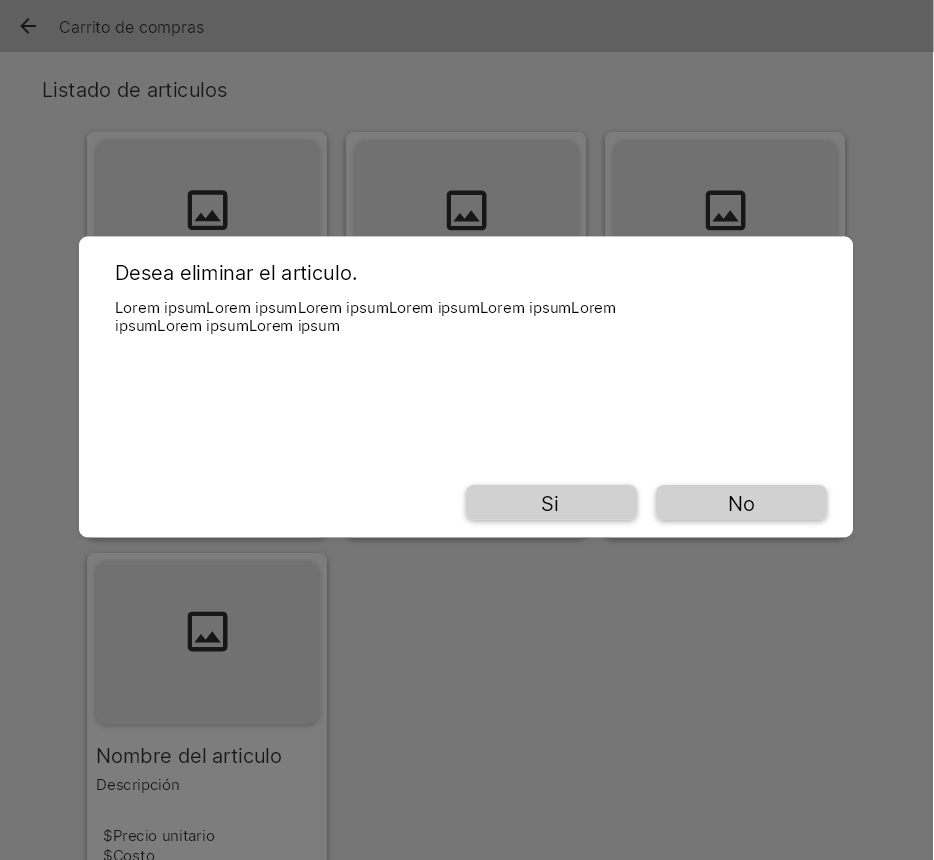 Carrito de compras
Listado de articulos
Desea eliminar el articulo.
Lorem ipsumLorem ipsumLorem ipsumLorem ipsumLorem ipsumLorem
ipsumLorem ipsumLorem ipsum
Si
No
Nombre del articulo
Descripción
$Precio unitario
$Costo